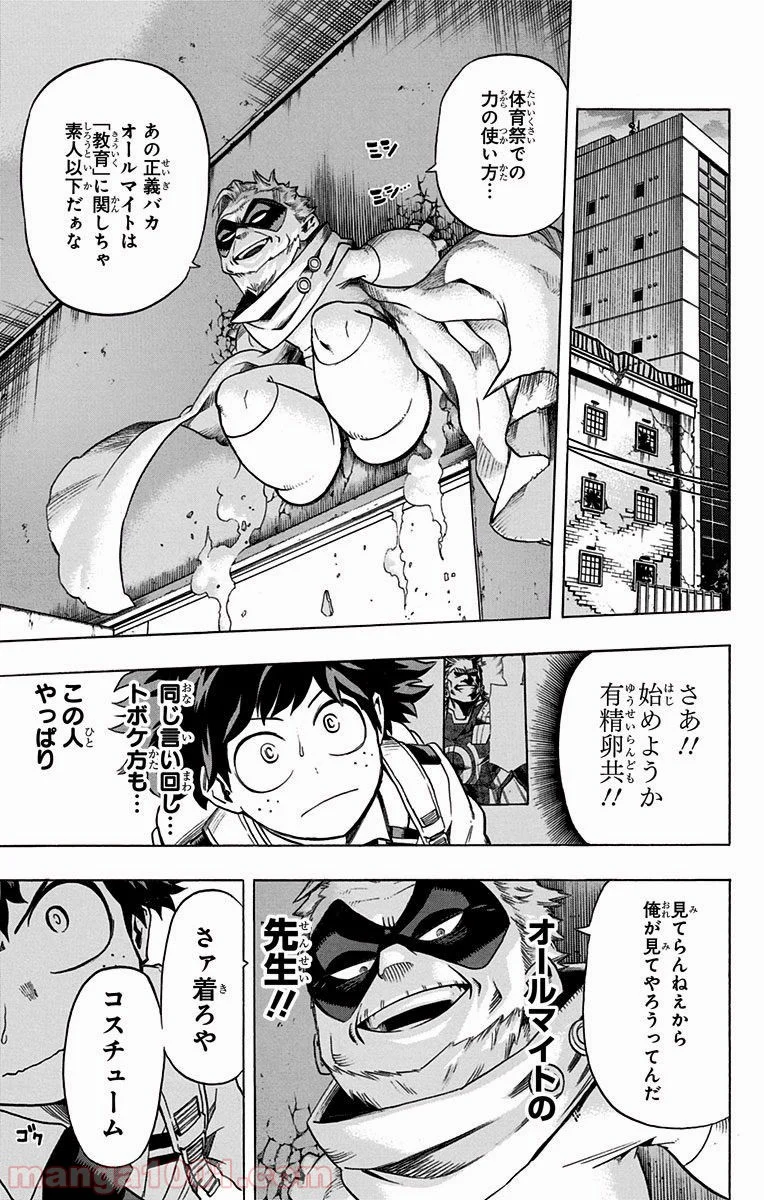 体育祭での
力の使い方…
ミシ
ミシ…
あの正義バカ
オールマイトは
「教育」に関しちゃ
素人以下だぁな
さあ!!
始めようか
有精卵共!!
同じ言い回し…
トボケ方も…
この人
やっぱり
見てらんねえから
俺が見てやろうってんだ
オールマイトの
先生!!
さァ着ろや
コスチューム
ゴク